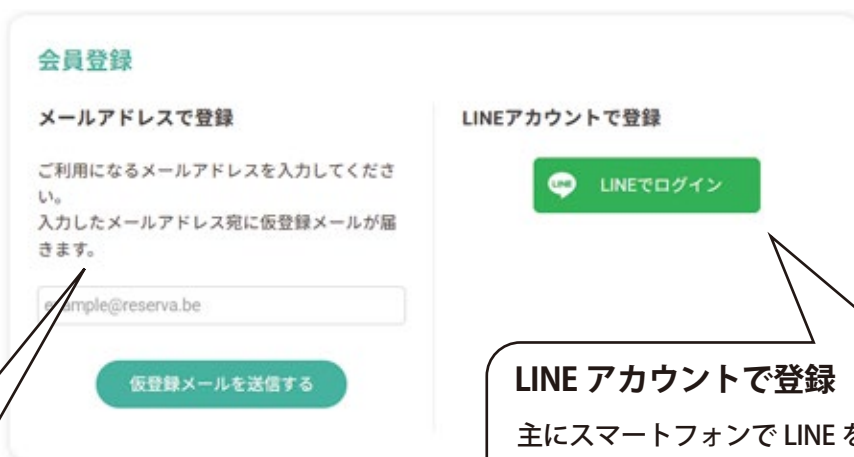 会員登録
メールアドレスで登録
ご利用になるメールアドレスを入力してくださ
い。
入力したメールアドレス宛に仮登録メールが届
きます。
example@reserva.be
仮登録メールを送信する
LINEアカウントで登録
LINE
LINEでログイン
LINE アカウントで登録
主にスマートフォンで LINE を